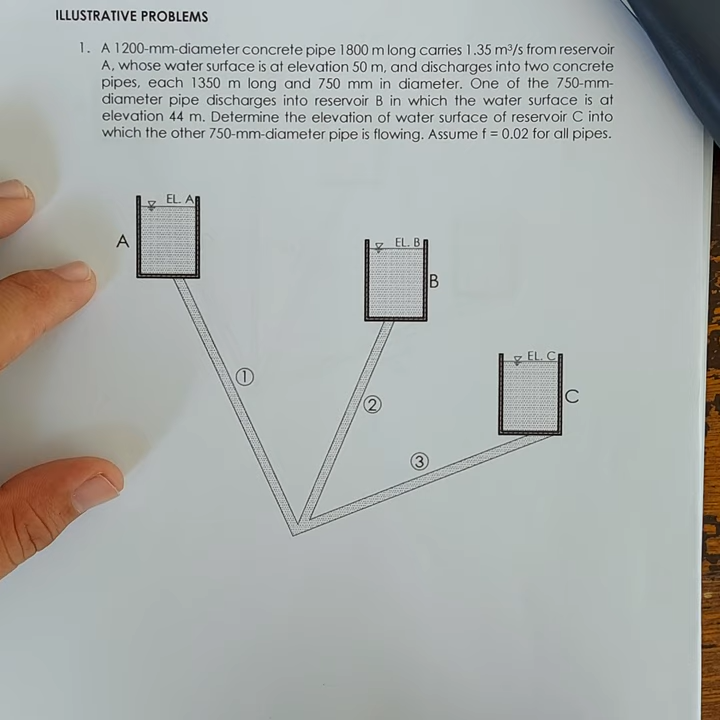 ILLUSTRATIVE PROBLEMS
1. A 1200-mm-diameter concrete pipe 1800 m long carries 1.35 m³/s from reservoir
A, whose water surface is at elevation 50 m, and discharges into two concrete
pipes, each 1350 m long and 750 mm in diameter. One of the 750-mm-
diameter pipe discharges into reservoir B in which the water surface is at
elevation 44 m. Determine the elevation of water surface of reservoir C into
which the other 750-mm-diameter pipe is flowing. Assume f = 0.02 for all pipes.
EL. A
A
EL. B
B
EL. C
C
①
②
③